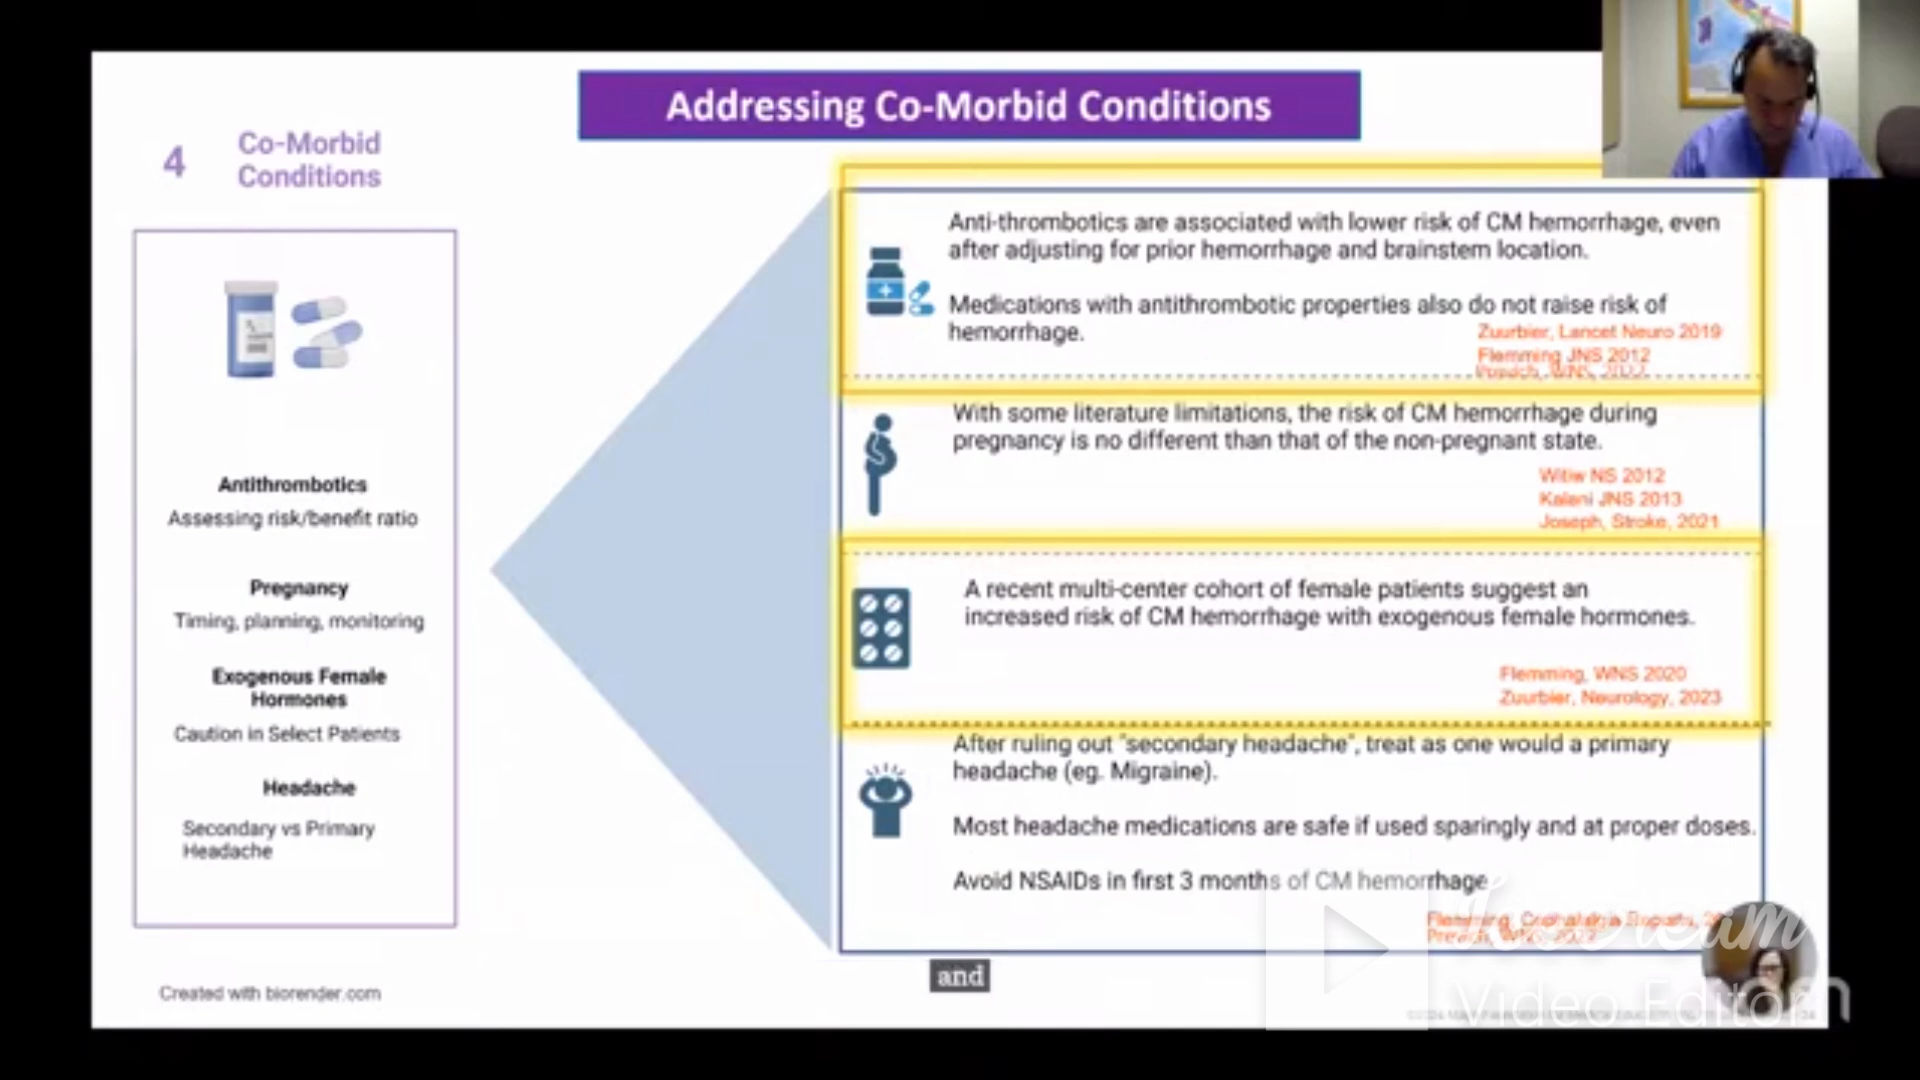 Addressing Co-Morbid Conditions
4
Co-Morbid
Conditions
Antithrombotics
Assessing risk/benefit ratio
Pregnancy
Timing, planning, monitoring
Exogenous Female
Hormones
Caution in Select Patients
Headache
Secondary vs Primary
Headache
Created with biorender.com
Anti-thrombotics are associated with lower risk of CM hemorrhage, even
after adjusting for prior hemorrhage and brainstem location.
Medications with antithrombotic properties also do not raise risk of
hemorrhage.
Zuurbier, Lancet Neuro 2019
Flemming JNS 2012
WNS, 2022
With some literature limitations, the risk of CM hemorrhage during
pregnancy is no different than that of the non-pregnant state.
Witiw NS 2012
Kalani JNS 2013
Joseph, Stroke, 2021
A recent multi-center cohort of female patients suggest an
increased risk of CM hemorrhage with exogenous female hormones.
Flemming, WNS 2020
Zuurbier, Neurology, 2023
After ruling out "secondary headache", treat as one would a primary
headache (eg. Migraine).
Most headache medications are safe if used sparingly and at proper doses.
Avoid NSAIDs in first 3 months of CM hemorrhage
Flemming, Cephalalgia Reports,
WNS, 2022
and
Video Editor